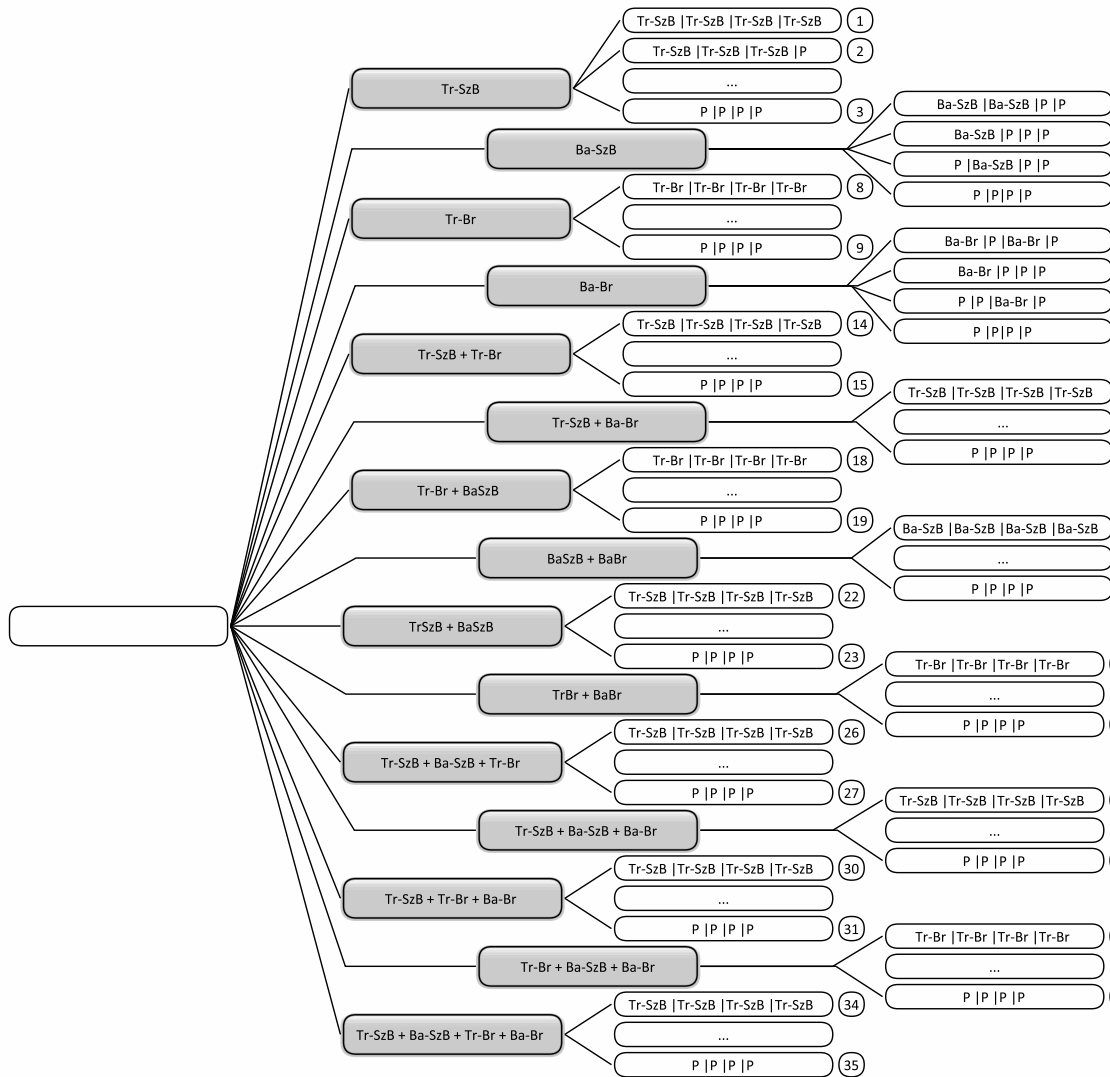 Tr-SzB |Tr-SzB |Tr-SzB |Tr-SzB 1
Tr-SzB |Tr-SzB |Tr-SzB |P 2
Tr-SzB
...
P |P |P |P 3
Ba-SzB |Ba-SzB |P |P
Ba-SzB |P |P |P
Ba-SzB
P |Ba-SzB |P |P
P |P|P |P
Tr-Br |Tr-Br |Tr-Br |Tr-Br 8
Tr-Br
...
P |P |P |P 9
Ba-Br |P |Ba-Br |P
Ba-Br |P |P |P
Ba-Br
P |P |Ba-Br |P
P |P|P |P
Tr-SzB |Tr-SzB |Tr-SzB |Tr-SzB 14
Tr-SzB + Tr-Br
...
P |P |P |P 15
Tr-SzB |Tr-SzB |Tr-SzB |Tr-SzB
Tr-SzB + Ba-Br
...
P |P |P |P
Tr-Br |Tr-Br |Tr-Br |Tr-Br 18
Tr-Br + BaSzB
...
P |P |P |P 19
Ba-SzB |Ba-SzB |Ba-SzB |Ba-SzB
BaSzB + BaBr
...
P |P |P |P
Tr-SzB |Tr-SzB |Tr-SzB |Tr-SzB 22
TrSzB + BaSzB
...
P |P |P |P 23
Tr-Br |Tr-Br |Tr-Br |Tr-Br
TrBr + BaBr
...
P |P |P |P
Tr-SzB |Tr-SzB |Tr-SzB |Tr-SzB 26
Tr-SzB + Ba-SzB + Tr-Br
...
P |P |P |P 27
Tr-SzB |Tr-SzB |Tr-SzB |Tr-SzB
Tr-SzB + Ba-SzB + Ba-Br
...
P |P |P |P
Tr-SzB |Tr-SzB |Tr-SzB |Tr-SzB 30
Tr-SzB + Tr-Br + Ba-Br
...
P |P |P |P 31
Tr-Br |Tr-Br |Tr-Br |Tr-Br
Tr-Br + Ba-SzB + Ba-Br
...
P |P |P |P
Tr-SzB |Tr-SzB |Tr-SzB |Tr-SzB 34
Tr-SzB + Ba-SzB + Tr-Br + Ba-Br
...
P |P |P |P 35